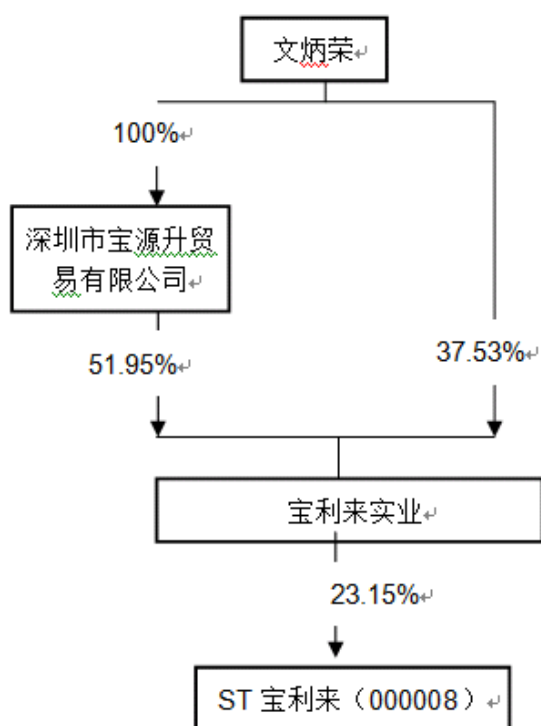 文炳荣
100%
深圳市宝源升贸
易有限公司
51.95%
37.53%
宝利来实业
23.15%
ST 宝利来（000008）